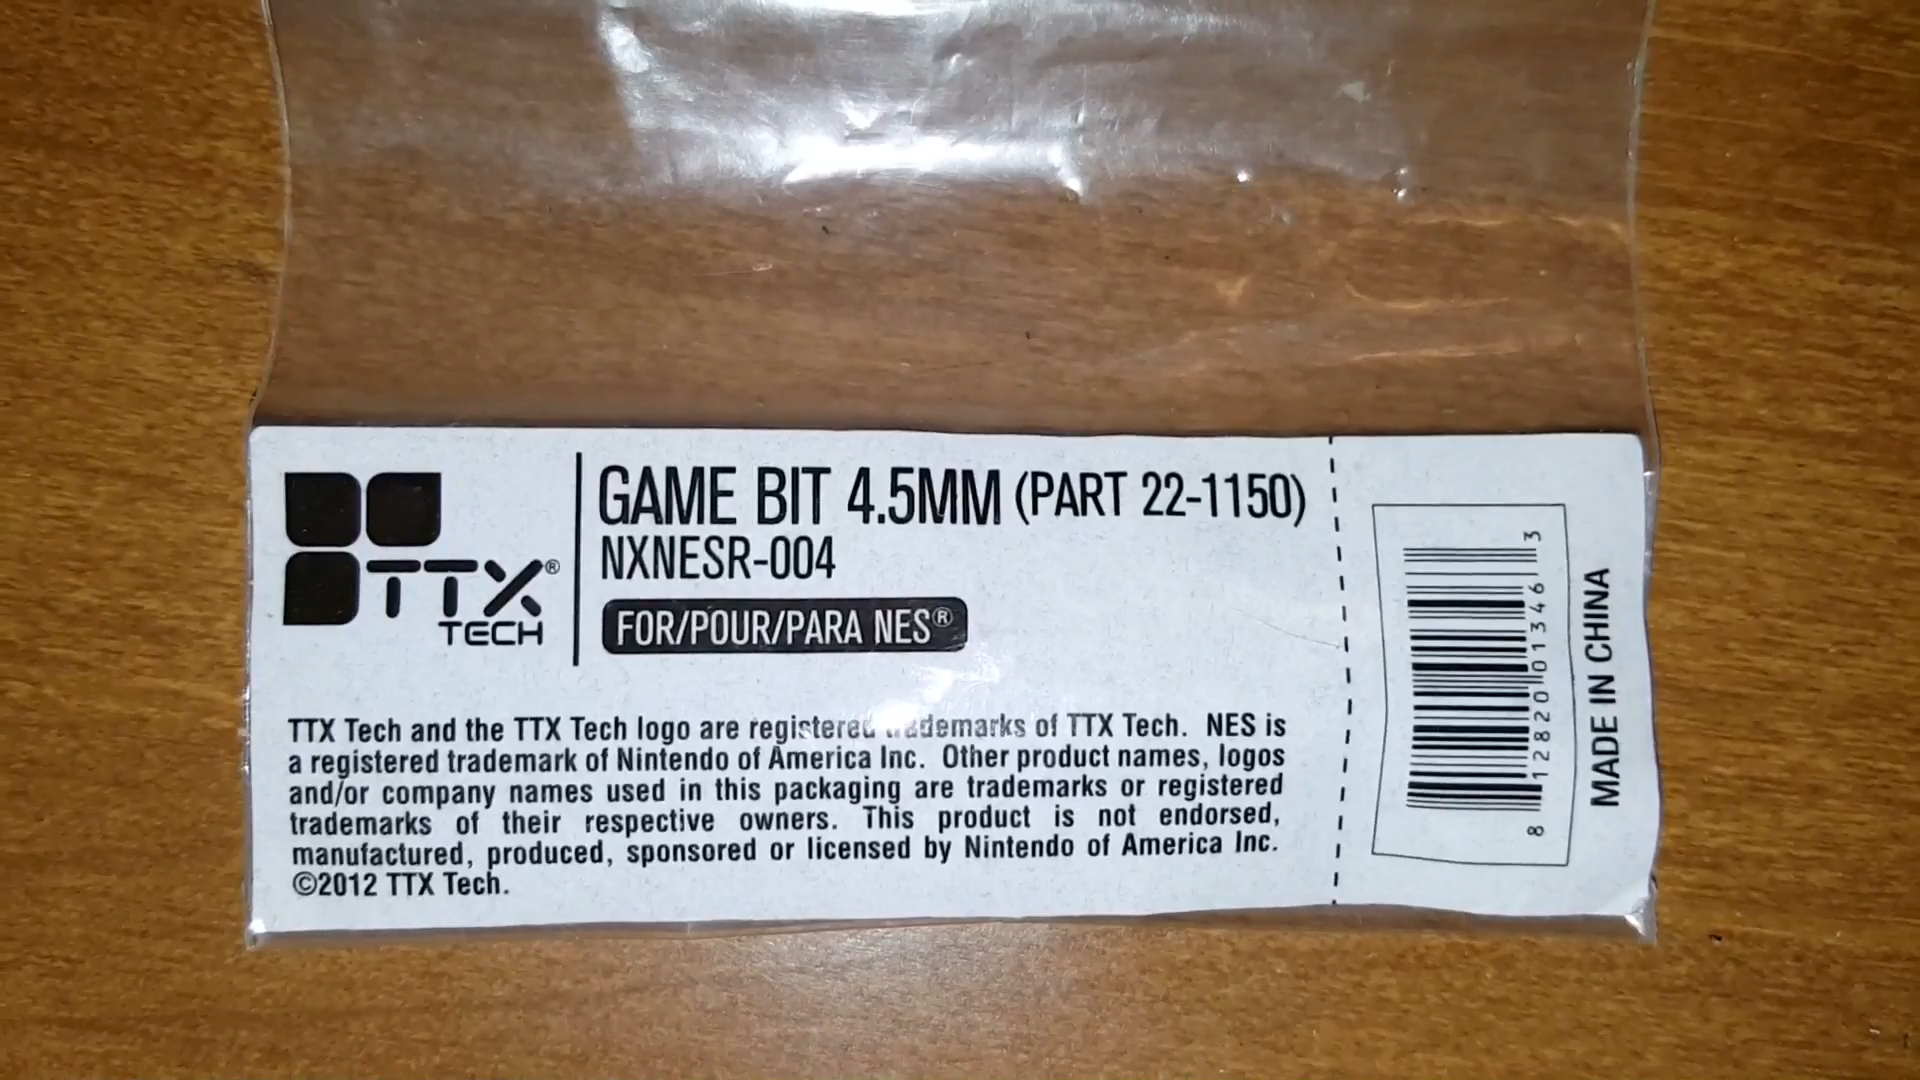 TTX®
TECH
GAME BIT 4.5MM (PART 22-1150)
NXNESR-004
FOR/POUR/PARA NES®
TTX Tech and the TTX Tech logo are registered trademarks of TTX Tech. NES is
a registered trademark of Nintendo of America Inc. Other product names, logos
and/or company names used in this packaging are trademarks or registered
trademarks of their respective owners. This product is not endorsed,
manufactured, produced, sponsored or licensed by Nintendo of America Inc.
©2012 TTX Tech.
8 12820 01346 3
MADE IN CHINA